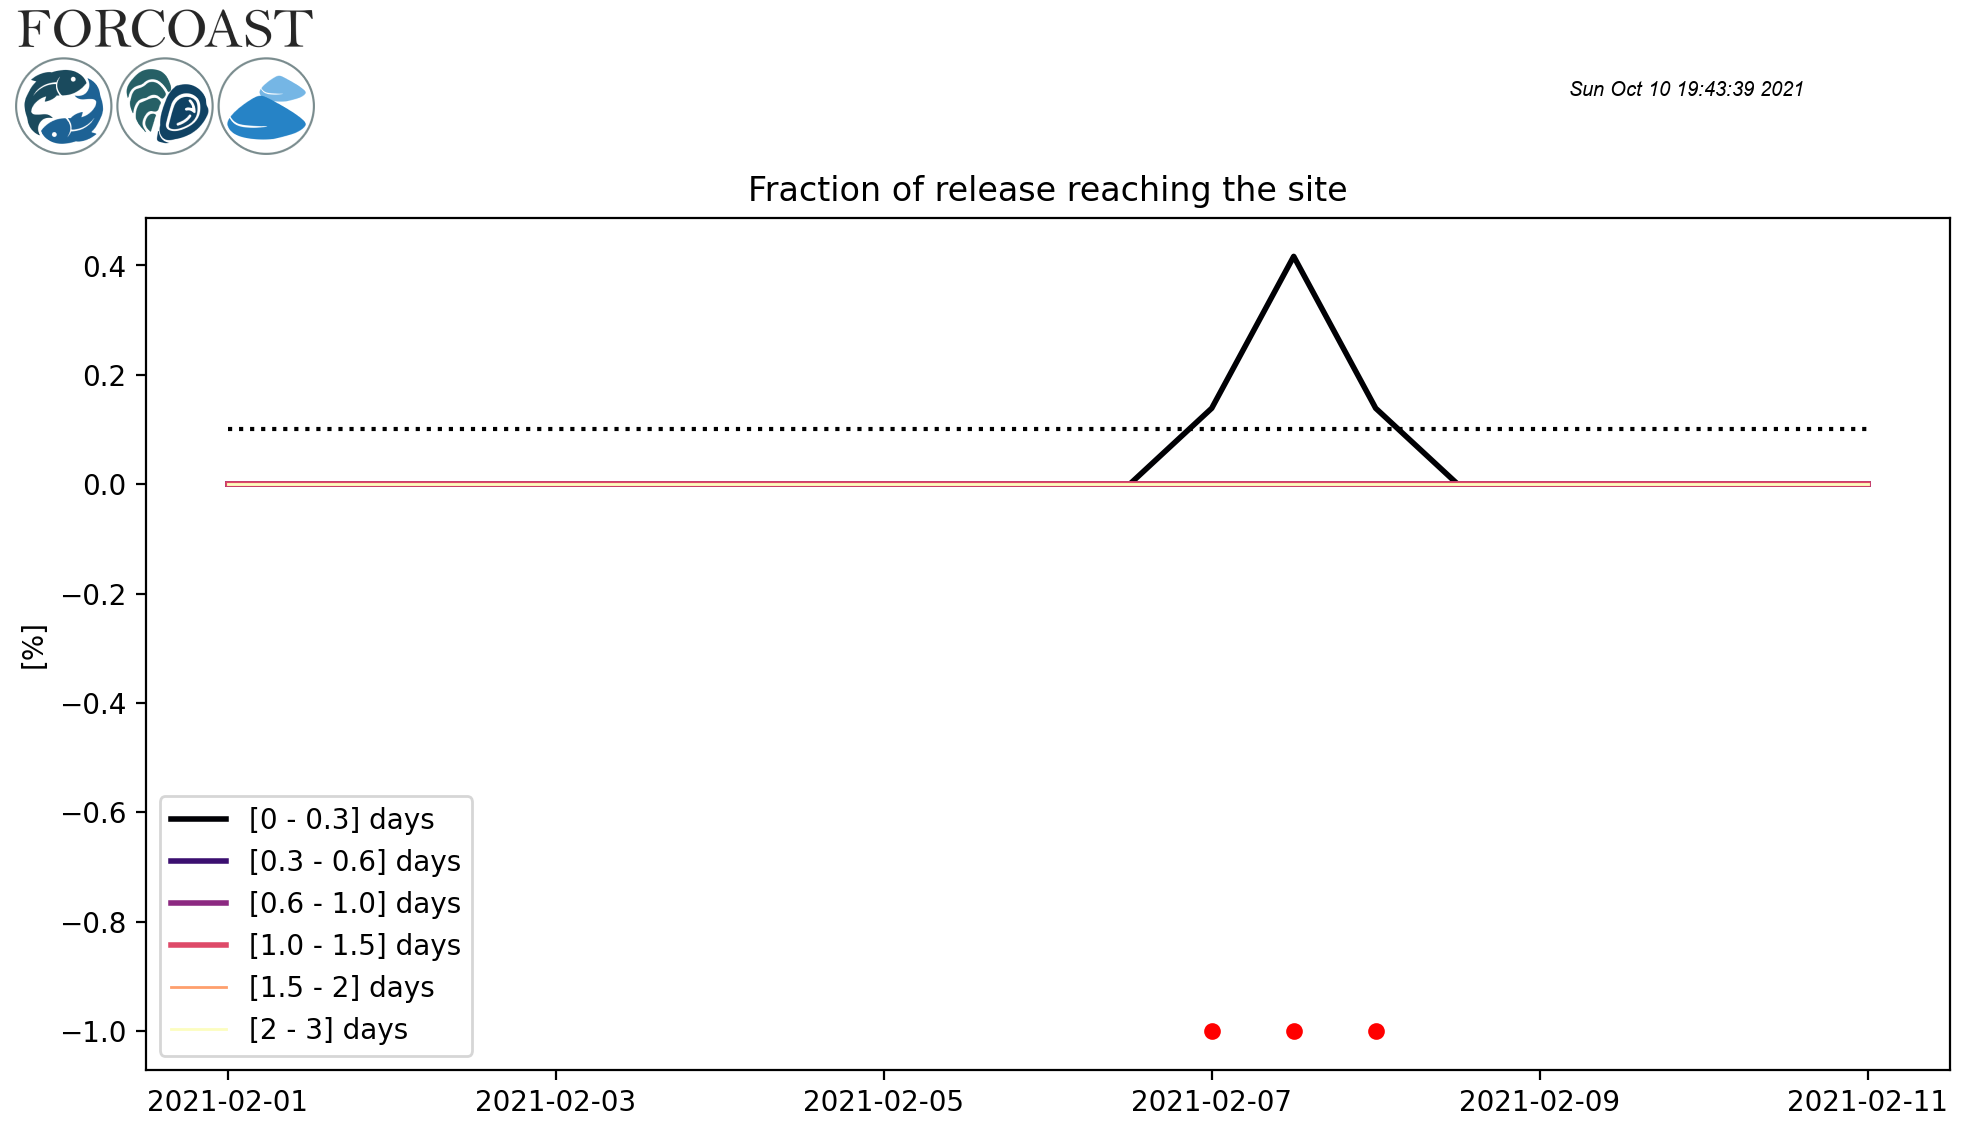 FORCOAST
Sun Oct 10 19:43:39 2021
Fraction of release reaching the site
0.4
0.2
0.0
−0.2
−0.4
−0.6
−0.8
−1.0
[%]
[0 - 0.3] days
[0.3 - 0.6] days
[0.6 - 1.0] days
[1.0 - 1.5] days
[1.5 - 2] days
[2 - 3] days
2021-02-01 2021-02-03 2021-02-05 2021-02-07 2021-02-09 2021-02-11